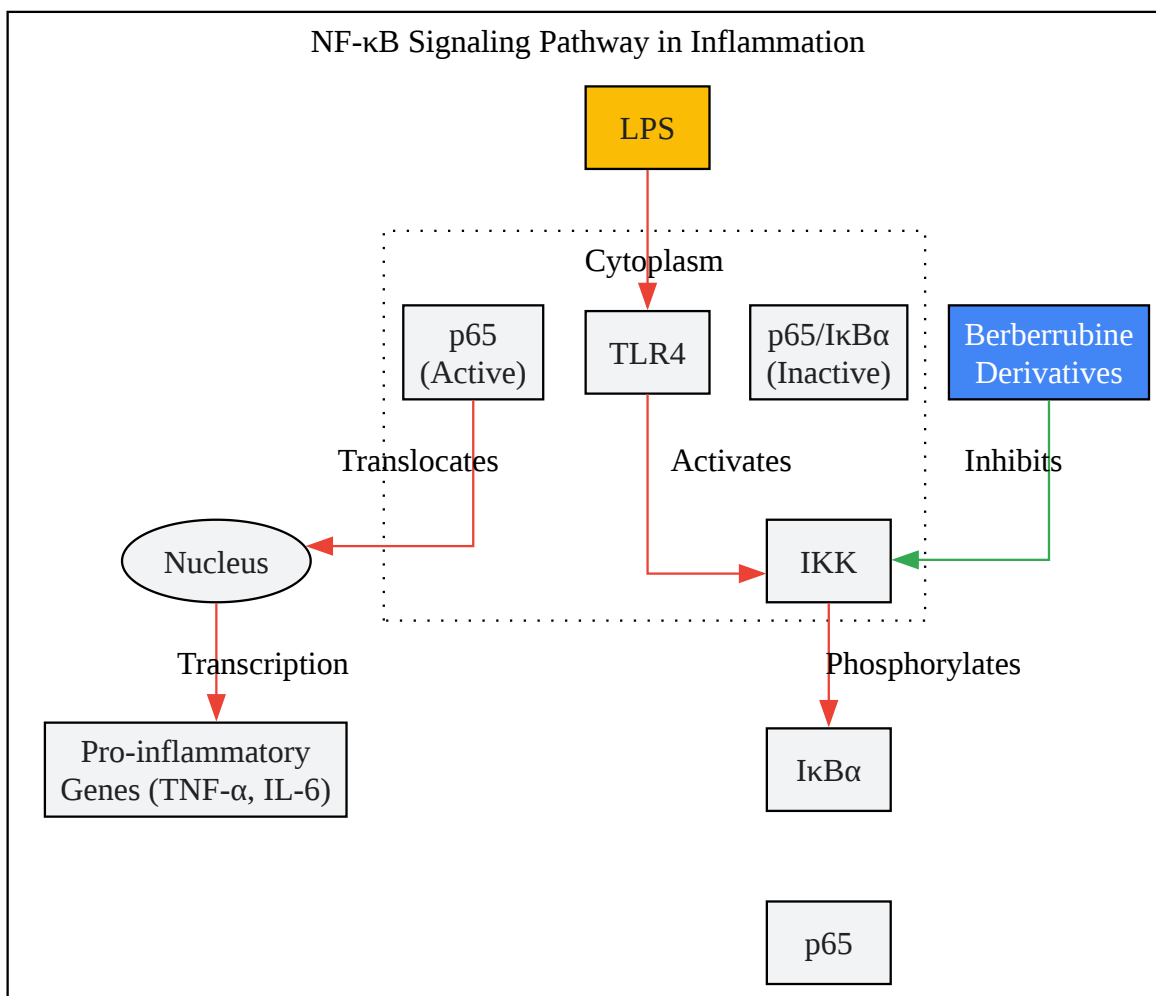 NF-κB Signaling Pathway in Inflammation
LPS
Cytoplasm
p65
(Active)
TLR4
p65/IκBα
(Inactive)
Berberrubine
Derivatives
Translocates
Activates
Inhibits
Nucleus
IKK
Transcription
Phosphorylates
Pro-inflammatory
Genes (TNF-α, IL-6)
IκBα
p65